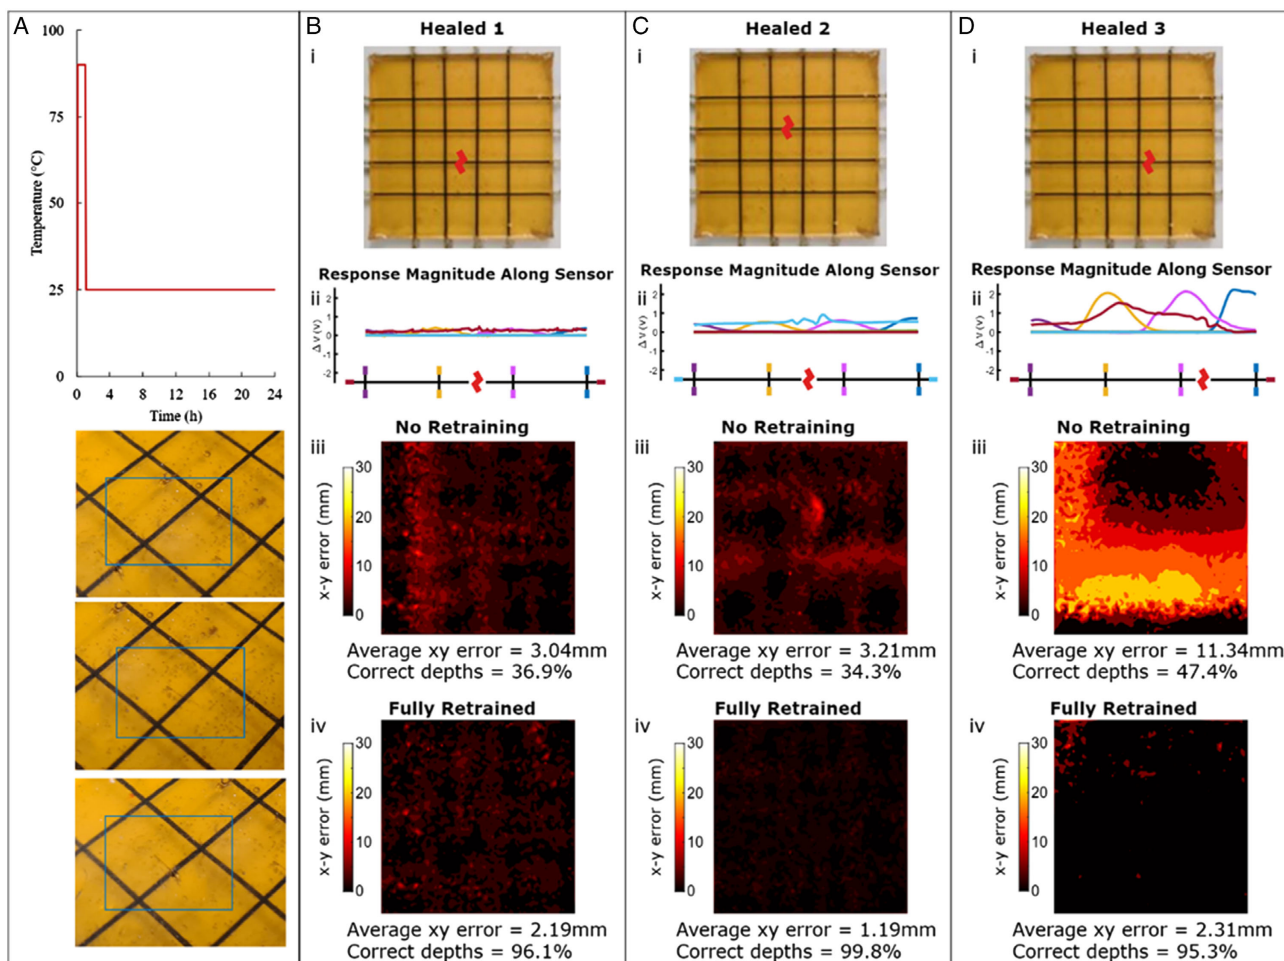 A
100
75
50
25
0
Temperature (°C)
0 4 8 12 16 20 24
Time (h)
B
Healed 1
i
Response Magnitude Along Sensor
ii
2
1
0
-1
-2
Δv(v)
No Retraining
iii
30
20
10
0
x-y error (mm)
Average xy error = 3.04mm
Correct depths = 36.9%
Fully Retrained
iv
30
20
10
0
x-y error (mm)
Average xy error = 2.19mm
Correct depths = 96.1%
C
Healed 2
i
Response Magnitude Along Sensor
ii
2
1
0
-1
-2
Δv(v)
No Retraining
iii
30
20
10
0
x-y error (mm)
Average xy error = 3.21mm
Correct depths = 34.3%
Fully Retrained
iv
30
20
10
0
x-y error (mm)
Average xy error = 1.19mm
Correct depths = 99.8%
D
Healed 3
i
Response Magnitude Along Sensor
ii
2
1
0
-1
-2
Δv(v)
No Retraining
iii
30
20
10
0
x-y error (mm)
Average xy error = 11.34mm
Correct depths = 47.4%
Fully Retrained
iv
30
20
10
0
x-y error (mm)
Average xy error = 2.31mm
Correct depths = 95.3%